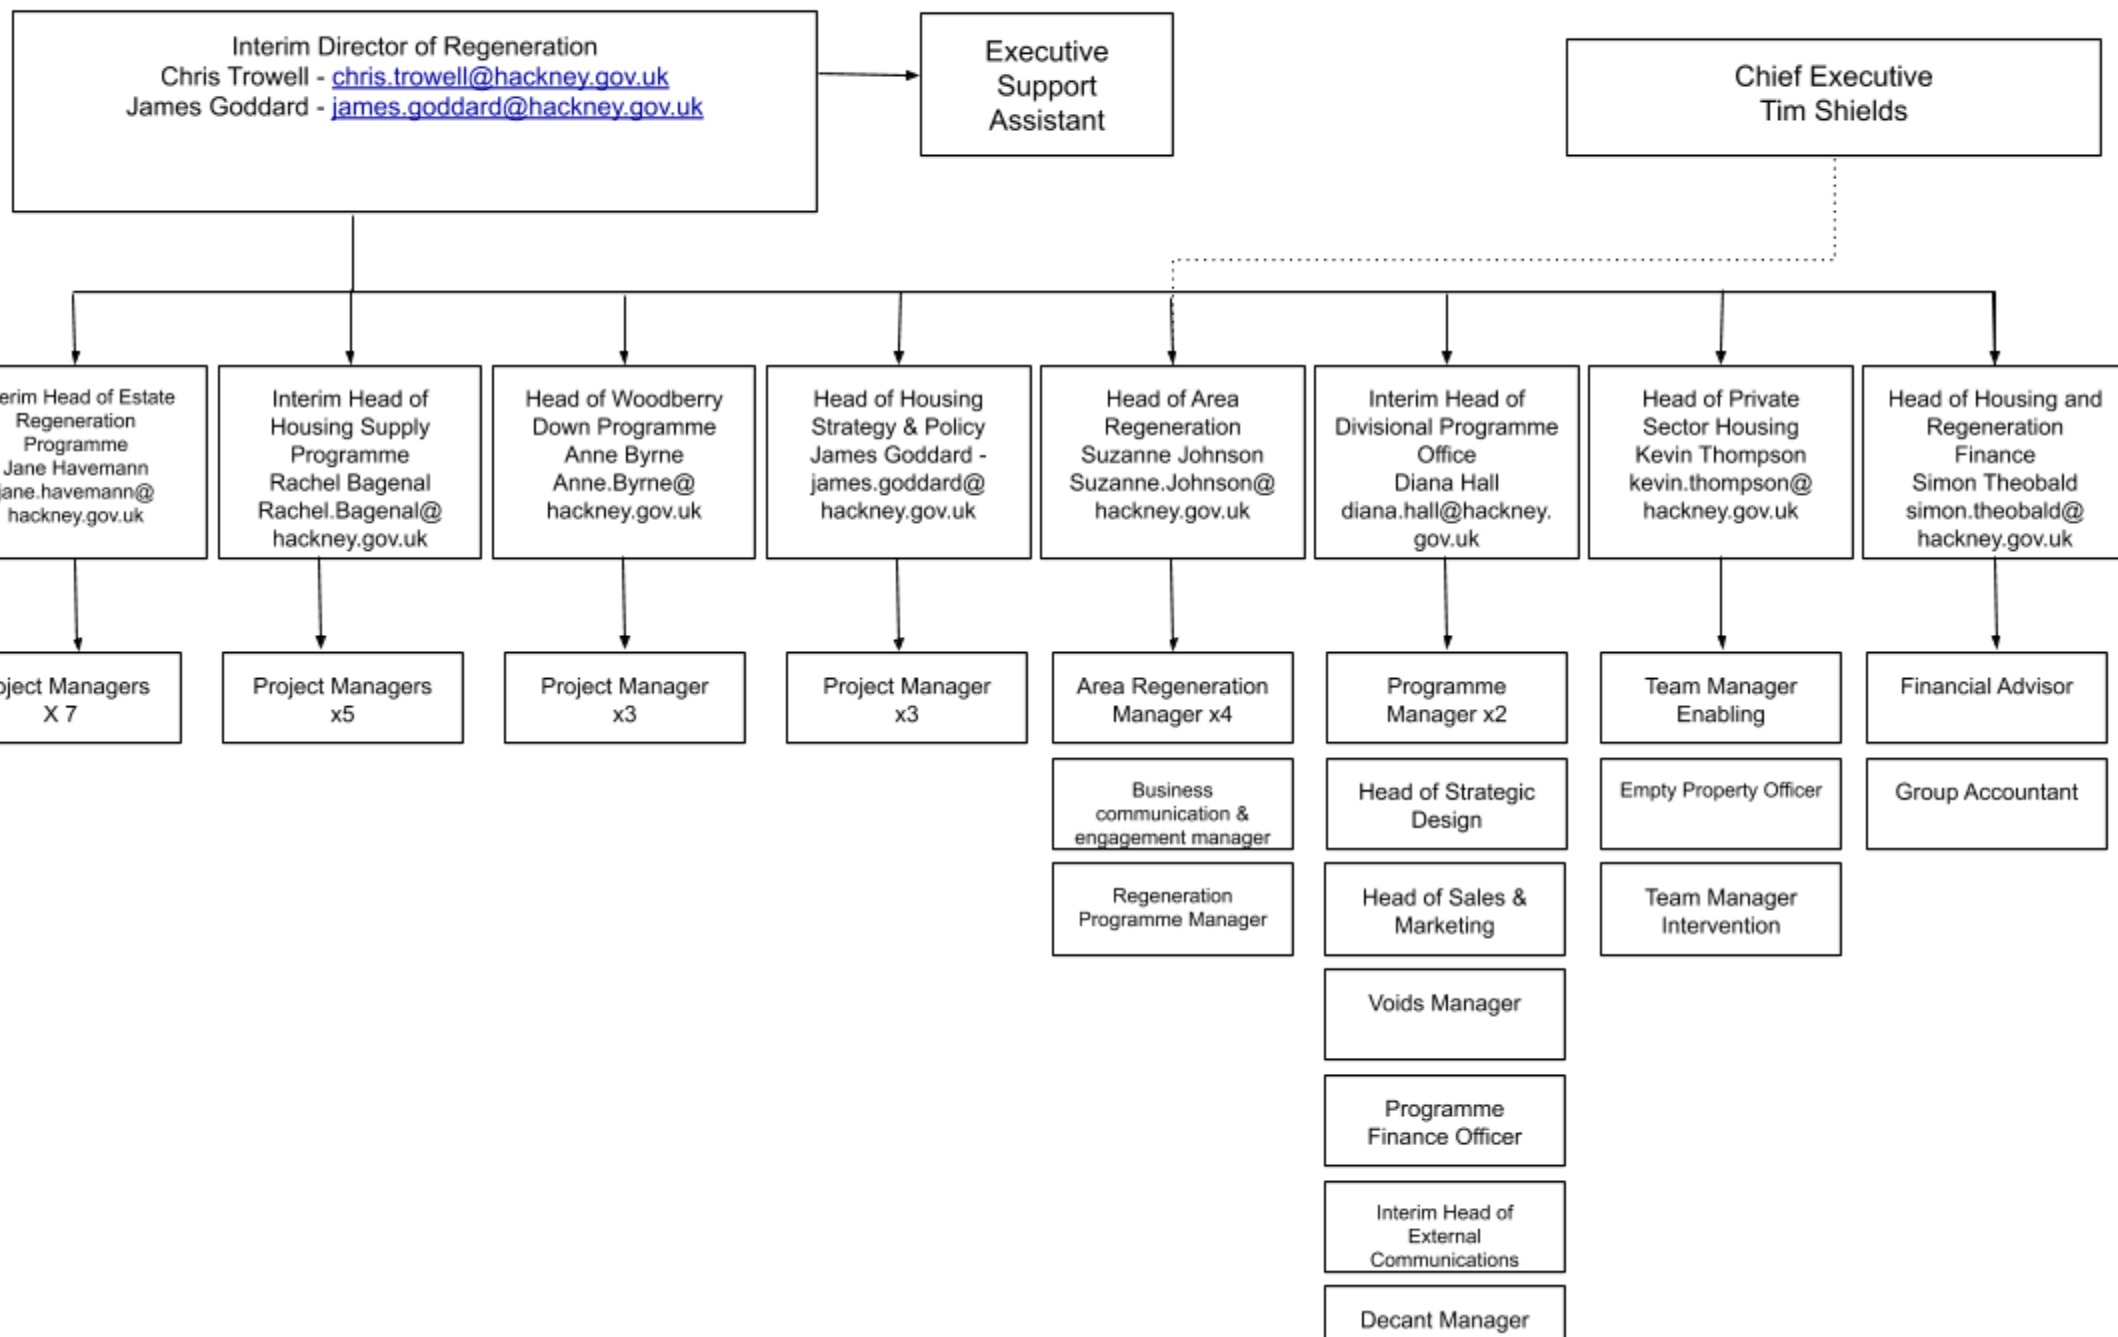 Interim Director of Regeneration
Chris Trowell - chris.trowell@hackney.gov.uk
James Goddard - james.goddard@hackney.gov.uk
Executive
Support
Assistant
Chief Executive
Tim Shields
erim Head of Estate
Regeneration
Programme
Jane Havemann
jane.havemann@
hackney.gov.uk
Interim Head of
Housing Supply
Programme
Rachel Bagenal
Rachel.Bagenal@
hackney.gov.uk
Head of Woodberry
Down Programme
Anne Byrne
Anne.Byrne@
hackney.gov.uk
Head of Housing
Strategy & Policy
James Goddard -
james.goddard@
hackney.gov.uk
Head of Area
Regeneration
Suzanne Johnson
Suzanne.Johnson@
hackney.gov.uk
Interim Head of
Divisional Programme
Office
Diana Hall
diana.hall@hackney.
gov.uk
Head of Private
Sector Housing
Kevin Thompson
kevin.thompson@
hackney.gov.uk
Head of Housing and
Regeneration
Finance
Simon Theobald
simon.theobald@
hackney.gov.uk
oject Managers
X 7
Project Managers
x5
Project Manager
x3
Project Manager
x3
Area Regeneration
Manager x4
Programme
Manager x2
Team Manager
Enabling
Financial Advisor
Business
communication &
engagement manager
Head of Strategic
Design
Empty Property Officer
Group Accountant
Regeneration
Programme Manager
Head of Sales &
Marketing
Team Manager
Intervention
Voids Manager
Programme
Finance Officer
Interim Head of
External
Communications
Decant Manager